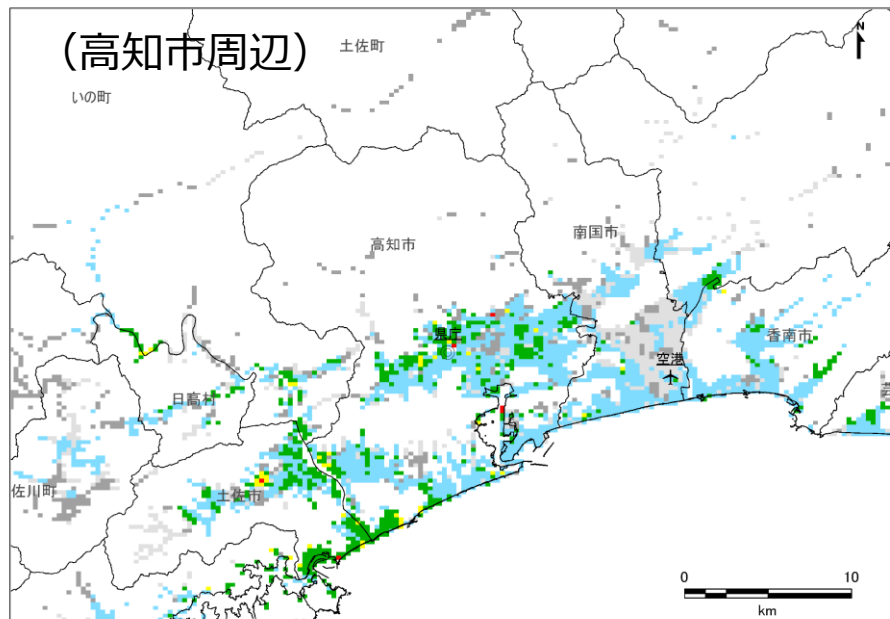 （高知市周辺）
土佐町
N
いの町
高知市
南国市
県庁
香南市
空港
日高村
土佐市
佐川町
0 10
km